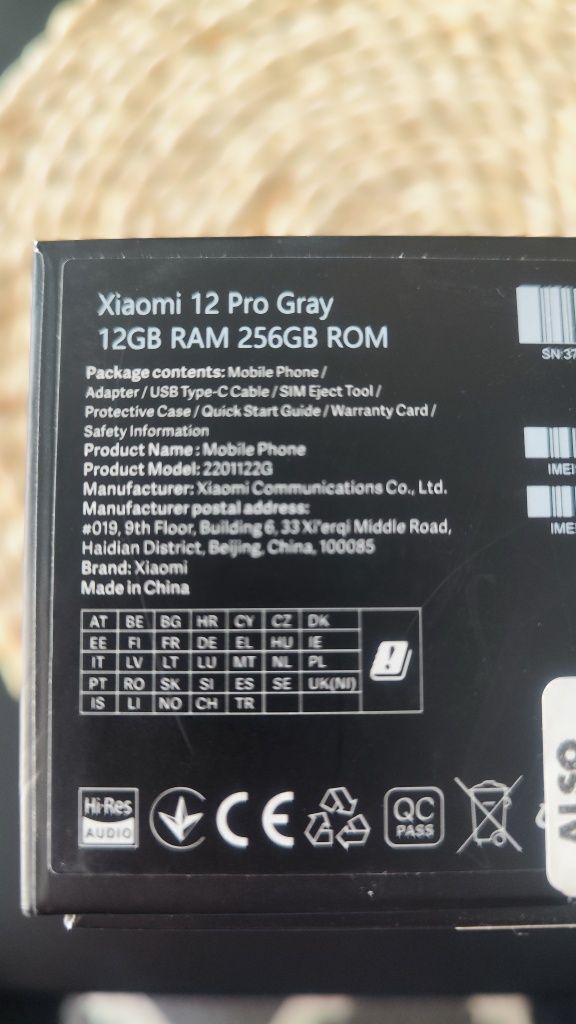 Xiaomi 12 Pro Gray
12GB RAM 256GB ROM
Package contents: Mobile Phone /
Adapter / USB Type-C Cable / SIM Eject Tool /
Protective Case / Quick Start Guide / Warranty Card /
Safety Information
Product Name : Mobile Phone
Product Model: 2201122G
Manufacturer: Xiaomi Communications Co., Ltd.
Manufacturer postal address:
#019, 9th Floor, Building 6, 33 Xi'erqi Middle Road,
Haidian District, Beijing, China, 100085
Brand: Xiaomi
Made in China
AT BE BG HR CY CZ DK
EE FI FR DE EL HU IE
IT LV LT LU MT NL PL
PT RO SK SI ES SE UK(NI)
IS LI NO CH TR
Hi-Res
AUDIO
CE
QC
PASS
SN:37
IMEI
IME
ALSO